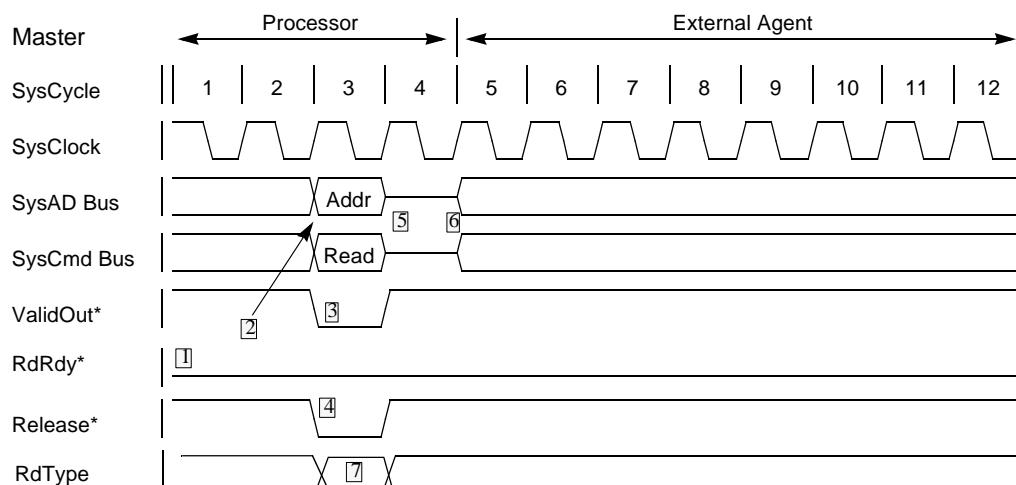 Master Processor External Agent
SysCycle 1 2 3 4 5 6 7 8 9 10 11 12
SysClock
SysAD Bus Addr
5 6
SysCmd Bus Read
ValidOut* 3
2
RdRdy* 1
Release* 4
RdType 7